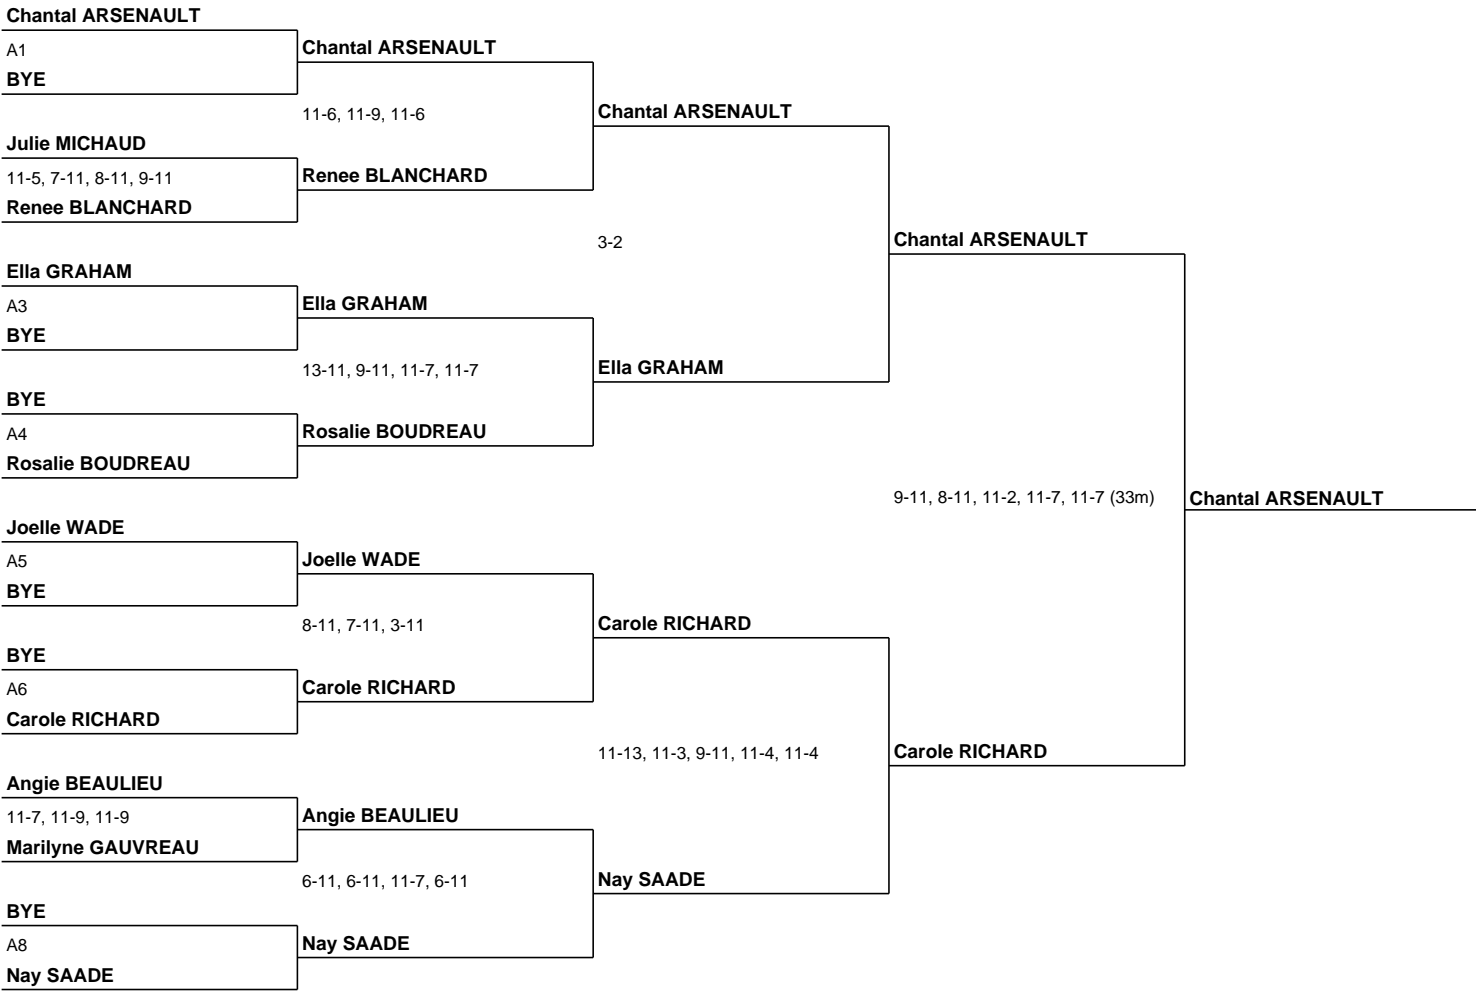 Chantal ARSENAULT
A1
BYE
Julie MICHAUD
11-5, 7-11, 8-11, 9-11
Renee BLANCHARD
Ella GRAHAM
A3
BYE
BYE
A4
Rosalie BOUDREAU
Joelle WADE
A5
BYE
BYE
A6
Carole RICHARD
Angie BEAULIEU
11-7, 11-9, 11-9
Marilyne GAUVREAU
BYE
A8
Nay SAADE
Chantal ARSENAULT
11-6, 11-9, 11-6
Renee BLANCHARD
Ella GRAHAM
13-11, 9-11, 11-7, 11-7
Rosalie BOUDREAU
Joelle WADE
8-11, 7-11, 3-11
Carole RICHARD
Angie BEAULIEU
6-11, 6-11, 11-7, 6-11
Nay SAADE
Chantal ARSENAULT
3-2
Ella GRAHAM
Carole RICHARD
11-13, 11-3, 9-11, 11-4, 11-4
Nay SAADE
Chantal ARSENAULT
9-11, 8-11, 11-2, 11-7, 11-7 (33m)
Carole RICHARD
Chantal ARSENAULT